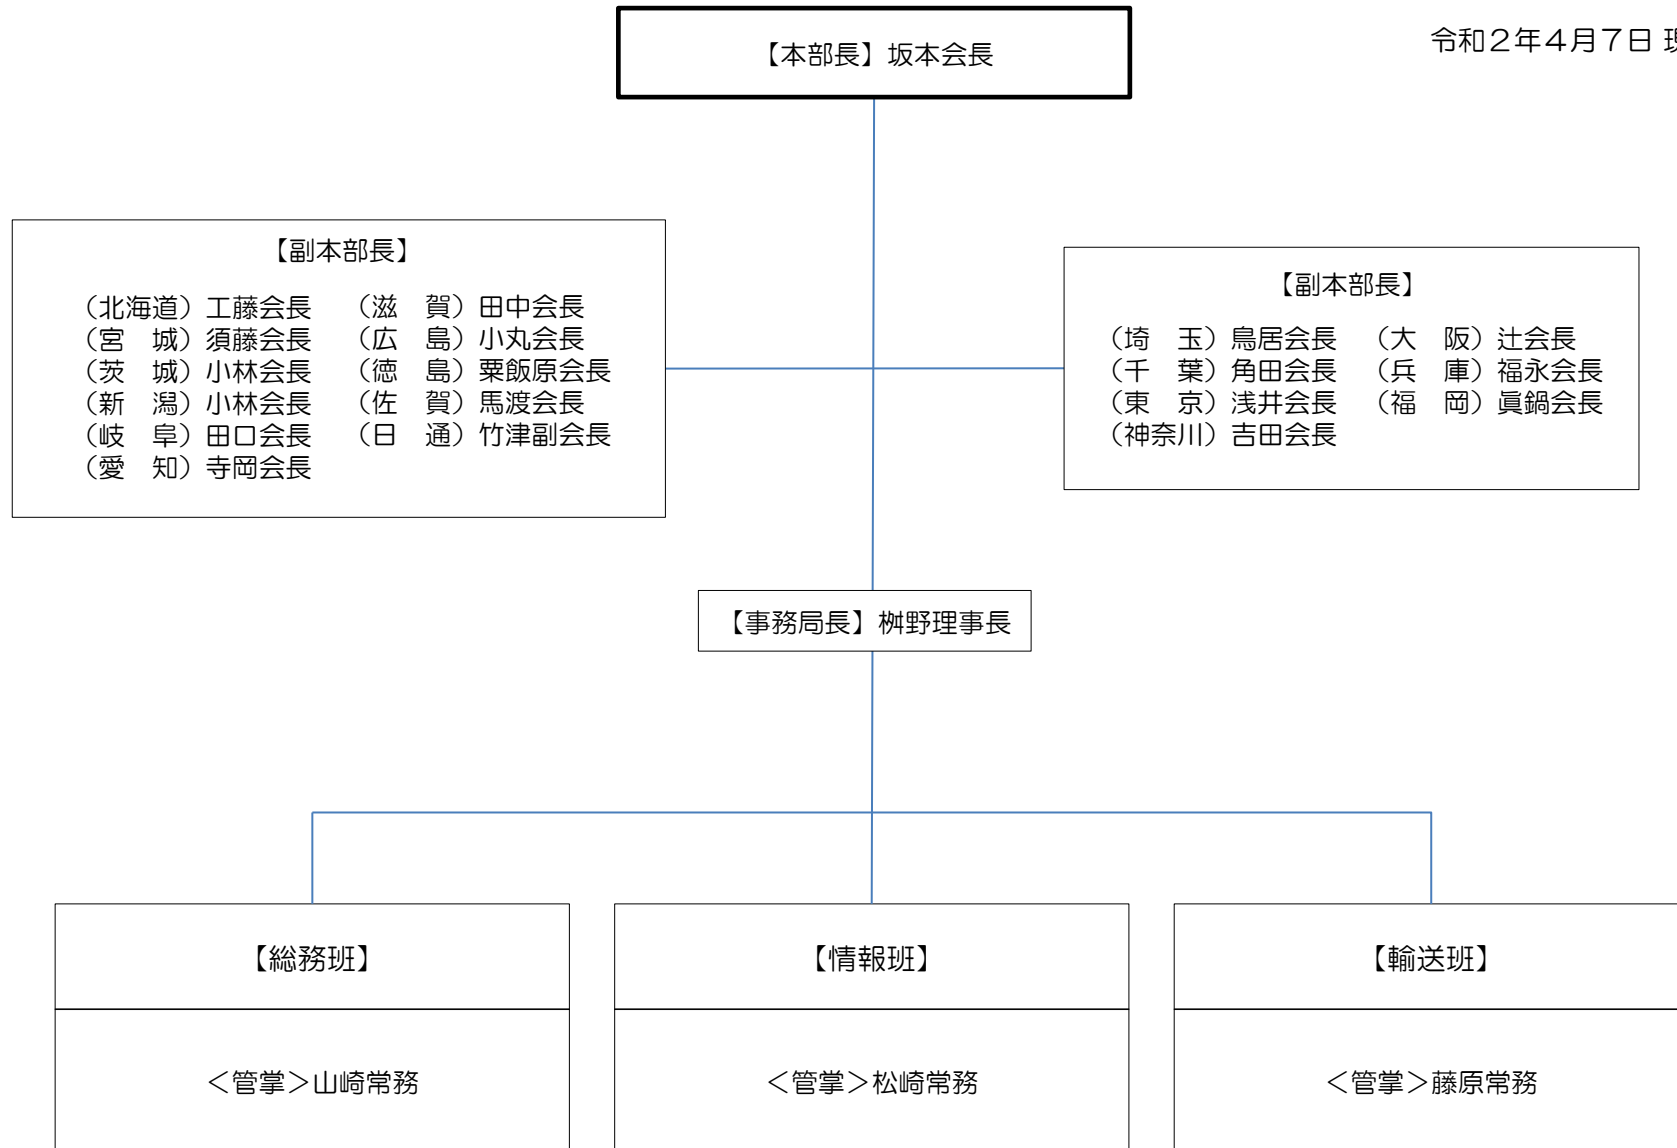 【本部長】坂本会長
令和２年４月７日 現
【副本部長】
（北海道）工藤会長　（滋　賀）田中会長
（宮　城）須藤会長　（広　島）小丸会長
（茨　城）小林会長　（徳　島）粟飯原会長
（新　潟）小林会長　（佐　賀）馬渡会長
（岐　阜）田口会長　（日　通）竹津副会長
（愛　知）寺岡会長
【副本部長】
（埼　玉）鳥居会長　（大　阪）辻会長
（千　葉）角田会長　（兵　庫）福永会長
（東　京）浅井会長　（福　岡）眞鍋会長
（神奈川）吉田会長
【事務局長】桝野理事長
【総務班】
＜管掌＞山崎常務
【情報班】
＜管掌＞松崎常務
【輸送班】
＜管掌＞藤原常務